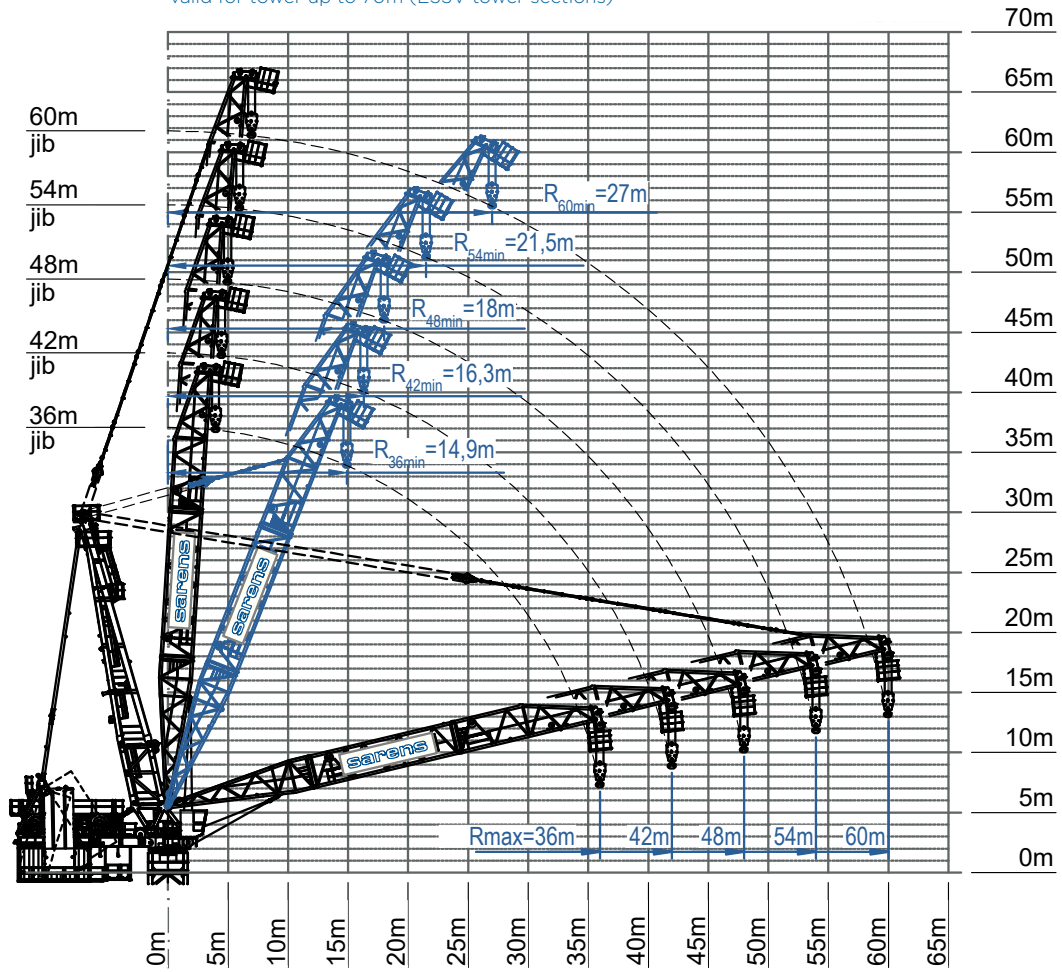 valid for tower up to 70m (L68V tower sections)
70m
65m
60m
55m
50m
45m
40m
35m
30m
25m
20m
15m
10m
5m
0m
60m
jib
54m
jib
48m
jib
42m
jib
36m
jib
R60min=27m
R54min=21,5m
R48min=18m
R42min=16,3m
R36min=14,9m
sarens
sarens
sarens
Rmax=36m 42m 48m 54m 60m
0m 5m 10m 15m 20m 25m 30m 35m 40m 45m 50m 55m 60m 65m